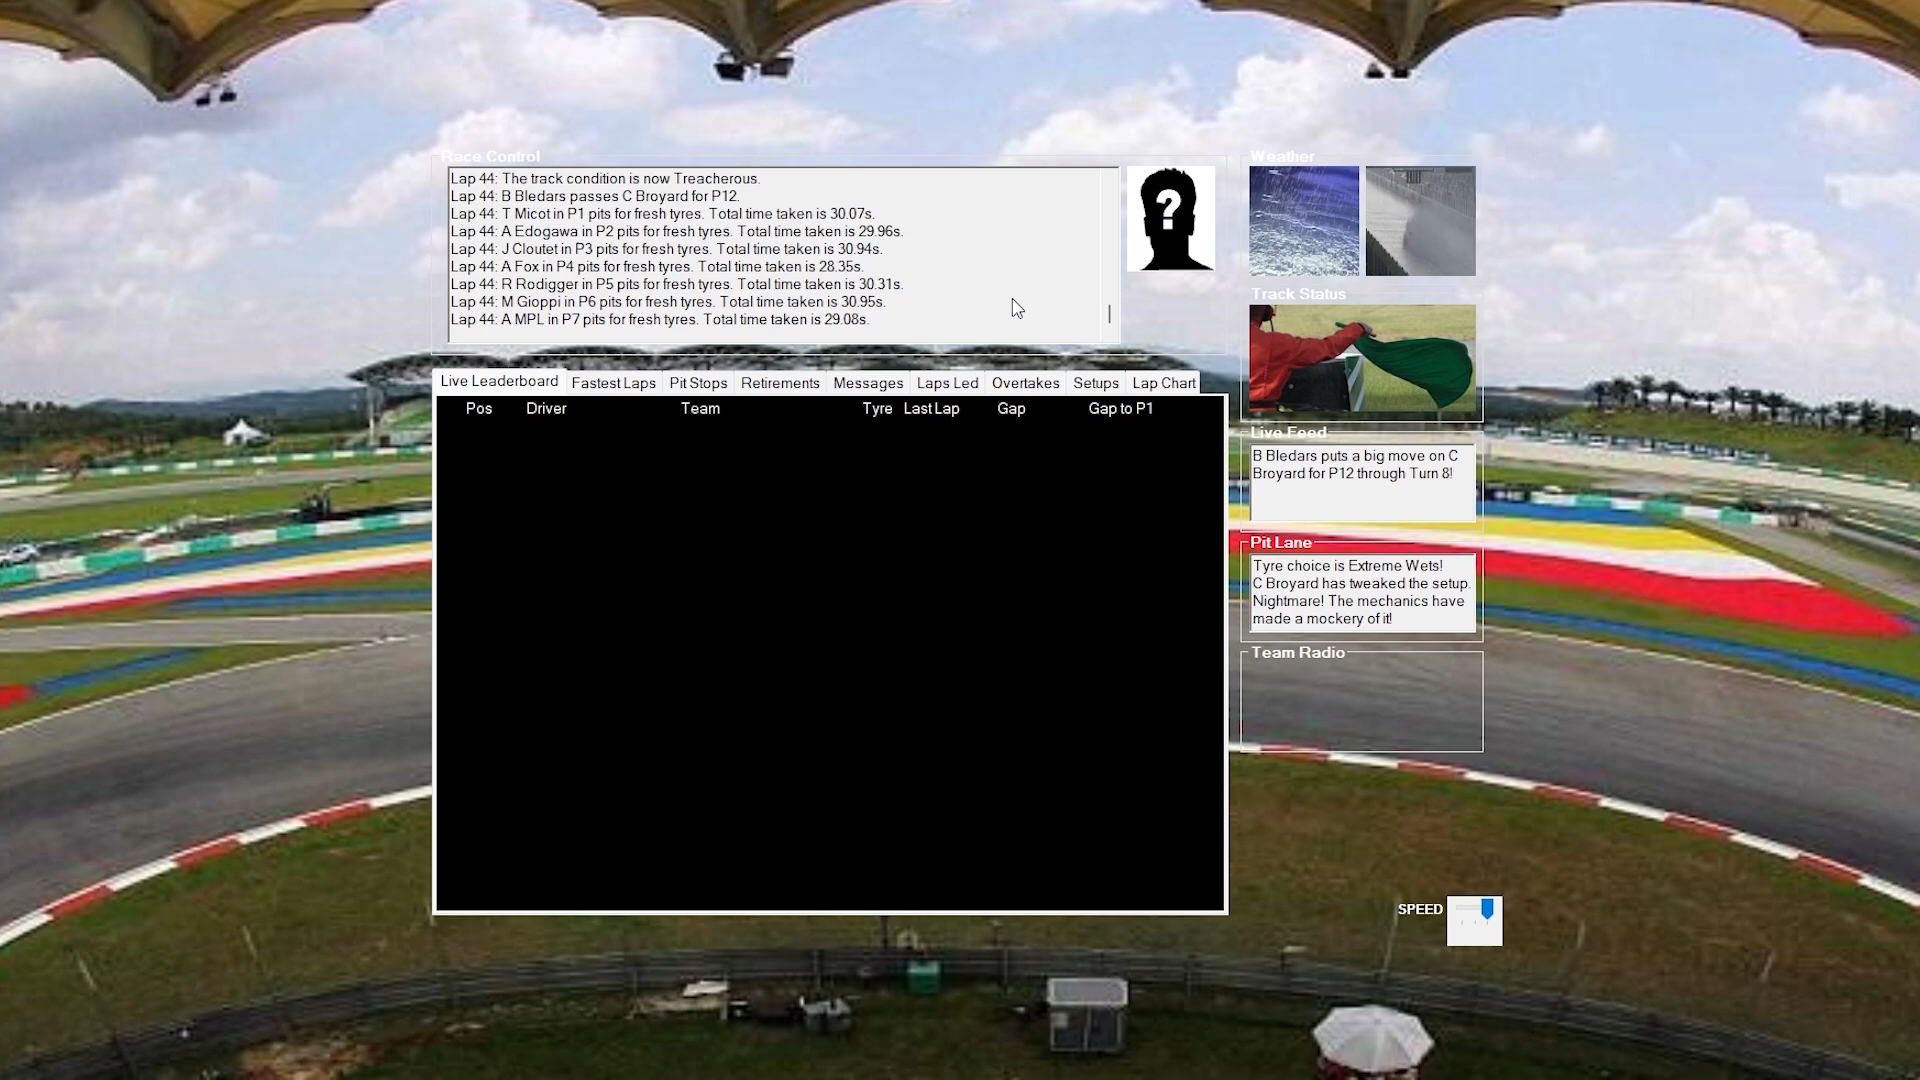 Race Control
Lap 44: The track condition is now Treacherous.
Lap 44: B Bledars passes C Broyard for P12.
Lap 44: T Micot in P1 pits for fresh tyres. Total time taken is 30.07s.
Lap 44: A Edogawa in P2 pits for fresh tyres. Total time taken is 29.96s.
Lap 44: J Cloutet in P3 pits for fresh tyres. Total time taken is 30.94s.
Lap 44: A Fox in P4 pits for fresh tyres. Total time taken is 28.35s.
Lap 44: R Rodigger in P5 pits for fresh tyres. Total time taken is 30.31s.
Lap 44: M Gioppi in P6 pits for fresh tyres. Total time taken is 30.95s.
Lap 44: A MPL in P7 pits for fresh tyres. Total time taken is 29.08s.
?
Live Leaderboard Fastest Laps Pit Stops Retirements Messages Laps Led Overtakes Setups Lap Chart
Pos Driver Team Tyre Last Lap Gap Gap to P1
Weather
Track Status
Live Feed
B Bledars puts a big move on C
Broyard for P12 through Turn 8!
Pit Lane
Tyre choice is Extreme Wets!
C Broyard has tweaked the setup.
Nightmare! The mechanics have
made a mockery of it!
Team Radio
SPEED